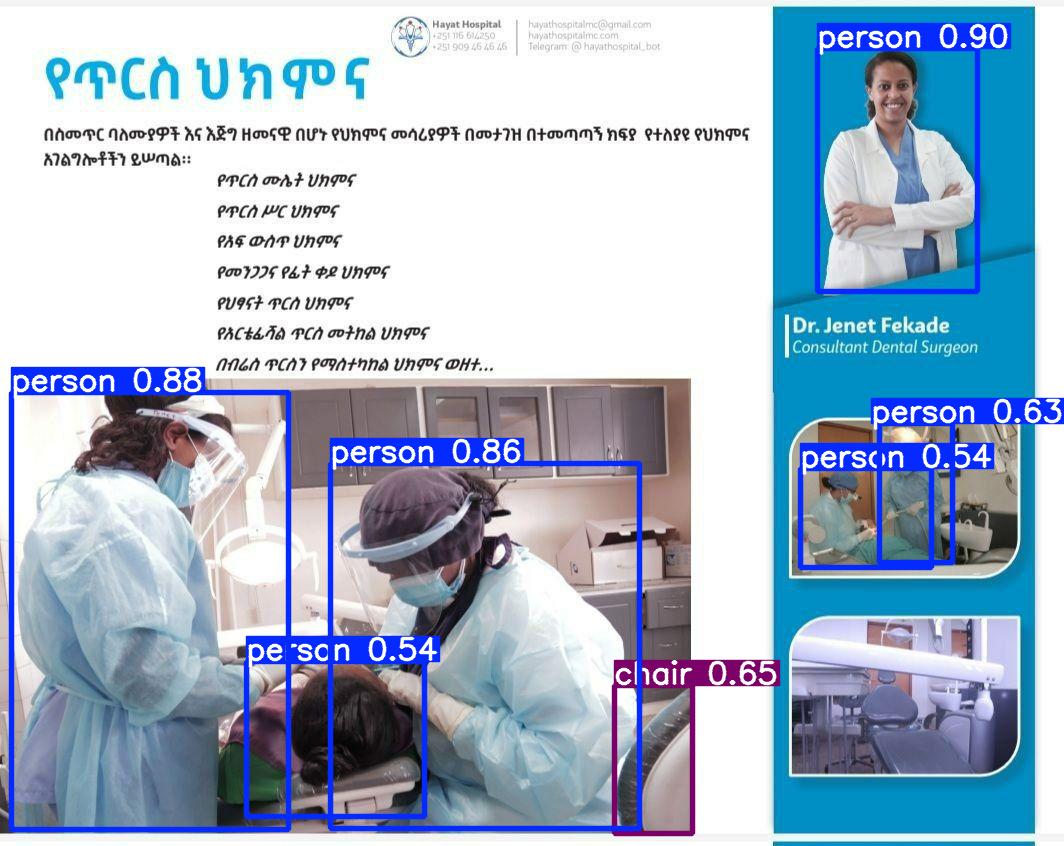 Hayat Hospital
+251 116 614250
+251 909 46 46 46
hayathospitalmc@gmail.com
hayathospitalmc.com
Telegram: @ hayathospital_bot
የጥርስ ህክምና
በስመጥር ባለሙያዎች እና እጅግ ዘመናዊ በሆኑ የህክምና መሳሪያዎች በመታገዝ በተመጣጣኝ ክፍያ የተለያዩ የህክምና
አገልግሎቶችን ይሠጣል።
የጥርስ ሙሌት ህክምና
የጥርስ ሥር ህክምና
የአፍ ውስጥ ህክምና
የመንጋጋና የፊት ቀዶ ህክምና
የህፃናት ጥርስ ህክምና
የአርቴፊሻል ጥርስ መትከል ህክምና
በብሬስ ጥርስን የማስተካከል ህክምና ወዘተ...
person 0.90
Dr. Jenet Fekade
Consultant Dental Surgeon
person 0.88
person 0.86
person 0.54
chair 0.65
person 0.63
person 0.54